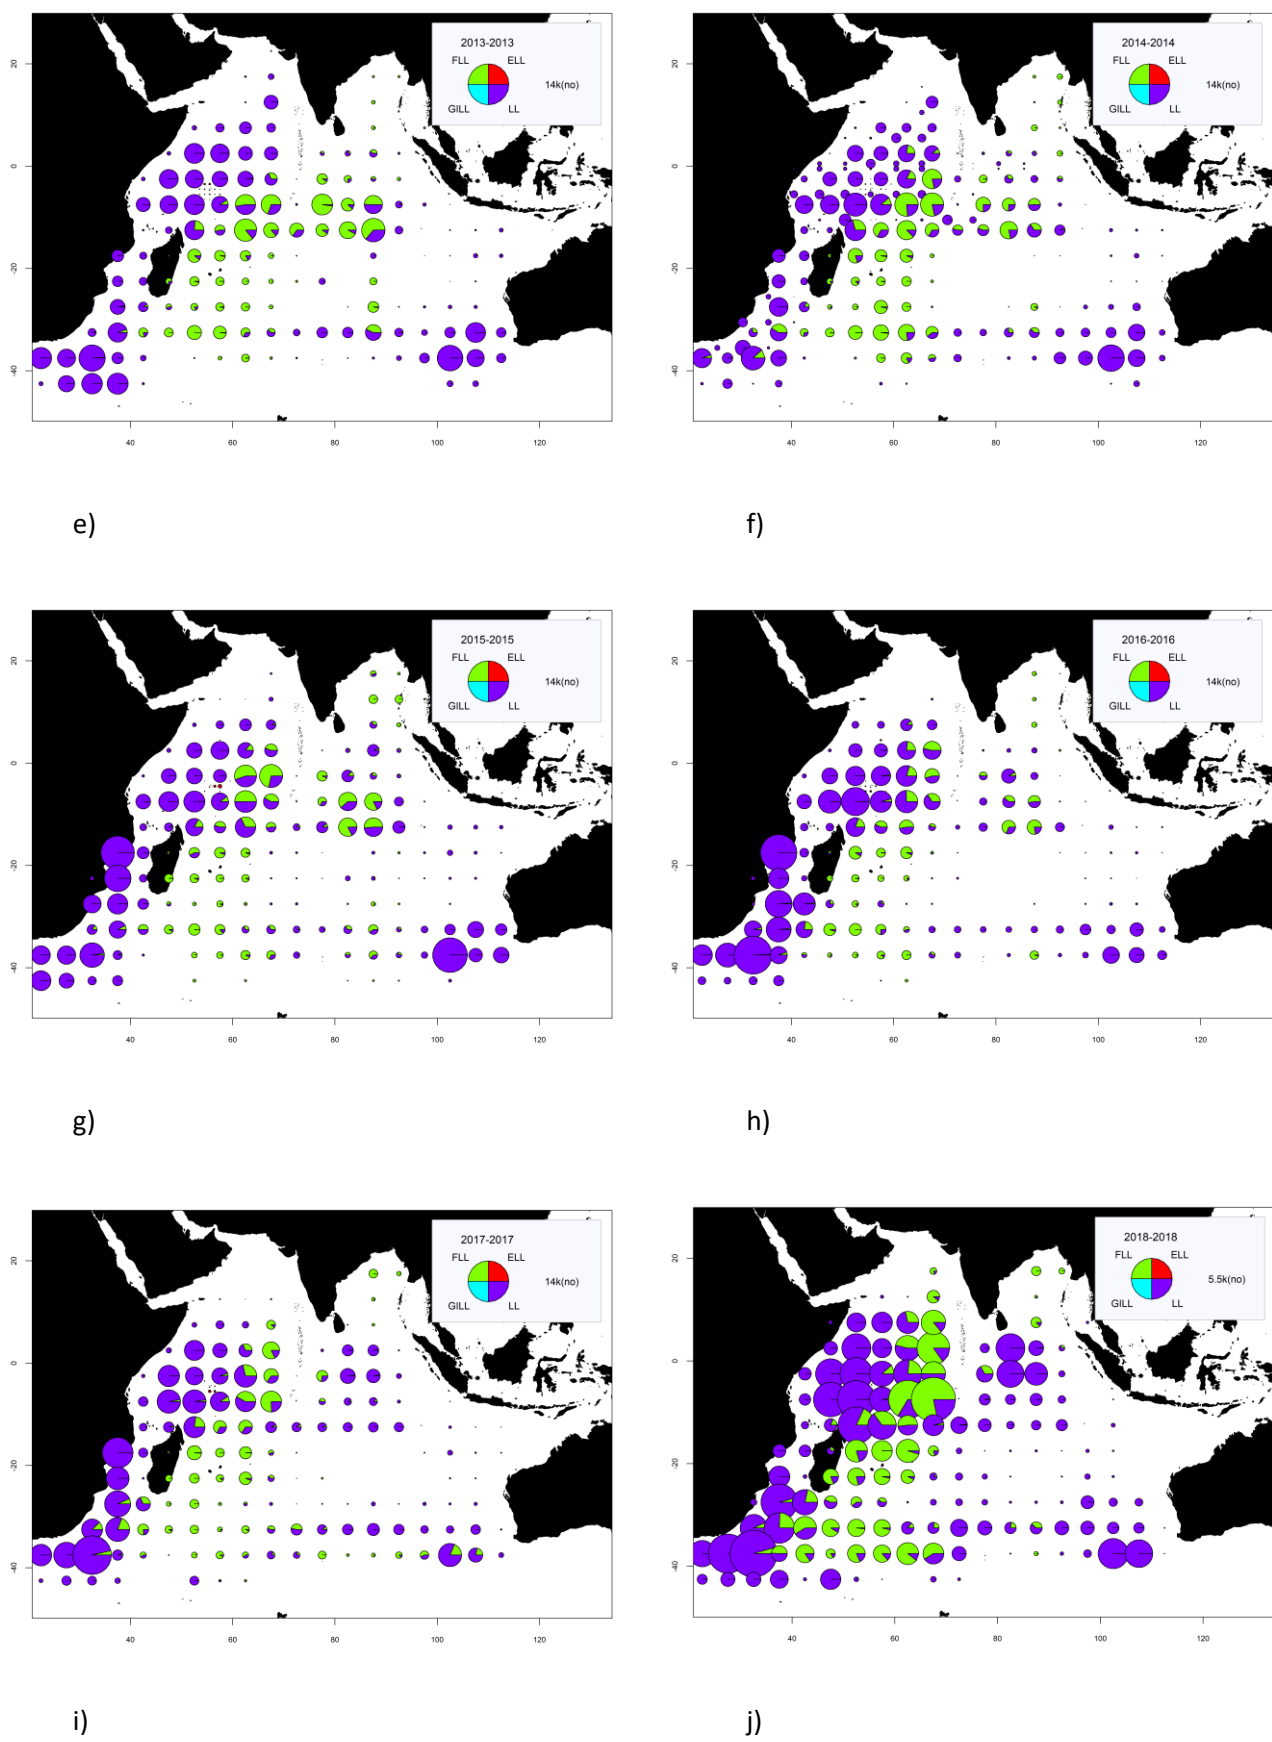 2013-2013
FLL ELL
14k(no)
GILL LL
20
0
-20
-40
40 60 80 100 120
2014-2014
FLL ELL
14k(no)
GILL LL
20
0
-20
-40
40 60 80 100 120
e) f)
2015-2015
FLL ELL
14k(no)
GILL LL
20
0
-20
-40
40 60 80 100 120
2016-2016
FLL ELL
14k(no)
GILL LL
20
0
-20
-40
40 60 80 100 120
g) h)
2017-2017
FLL ELL
14k(no)
GILL LL
20
0
-20
-40
40 60 80 100 120
2018-2018
FLL ELL
5.5k(no)
GILL LL
20
0
-20
-40
40 60 80 100 120
i) j)